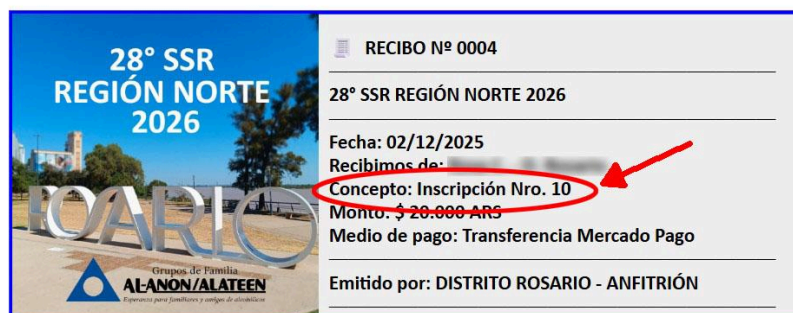 28° SSR
REGIÓN NORTE
2026
ROSARIO
Grupos de Familia
AL-ANON/ALATEEN
Esperanza para familiares y amigos de alcohólicos
RECIBO Nº 0004
28° SSR REGIÓN NORTE 2026
Fecha: 02/12/2025
Recibimos de:
Concepto: Inscripción Nro. 10
Monto: $ 20.000 ARS
Medio de pago: Transferencia Mercado Pago
Emitido por: DISTRITO ROSARIO - ANFITRIÓN